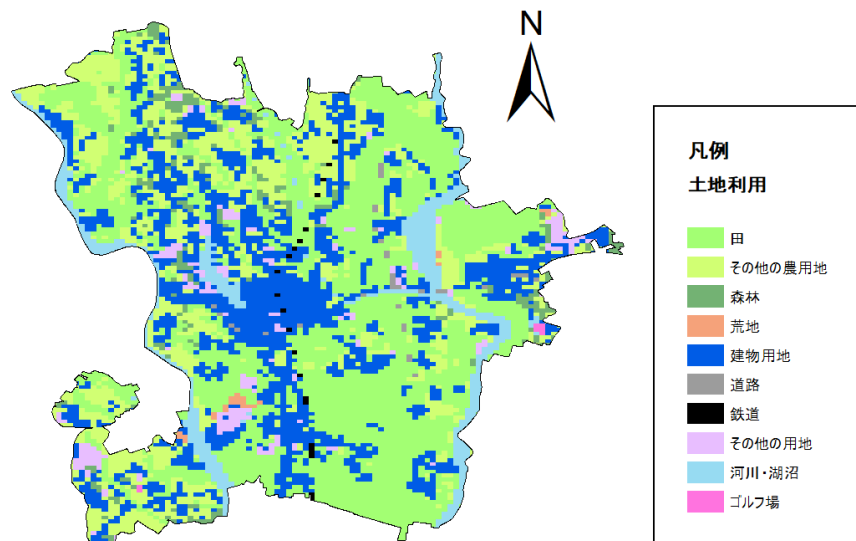 N
凡例
土地利用
田
その他の農用地
森林
荒地
建物用地
道路
鉄道
その他の用地
河川・湖沼
ゴルフ場